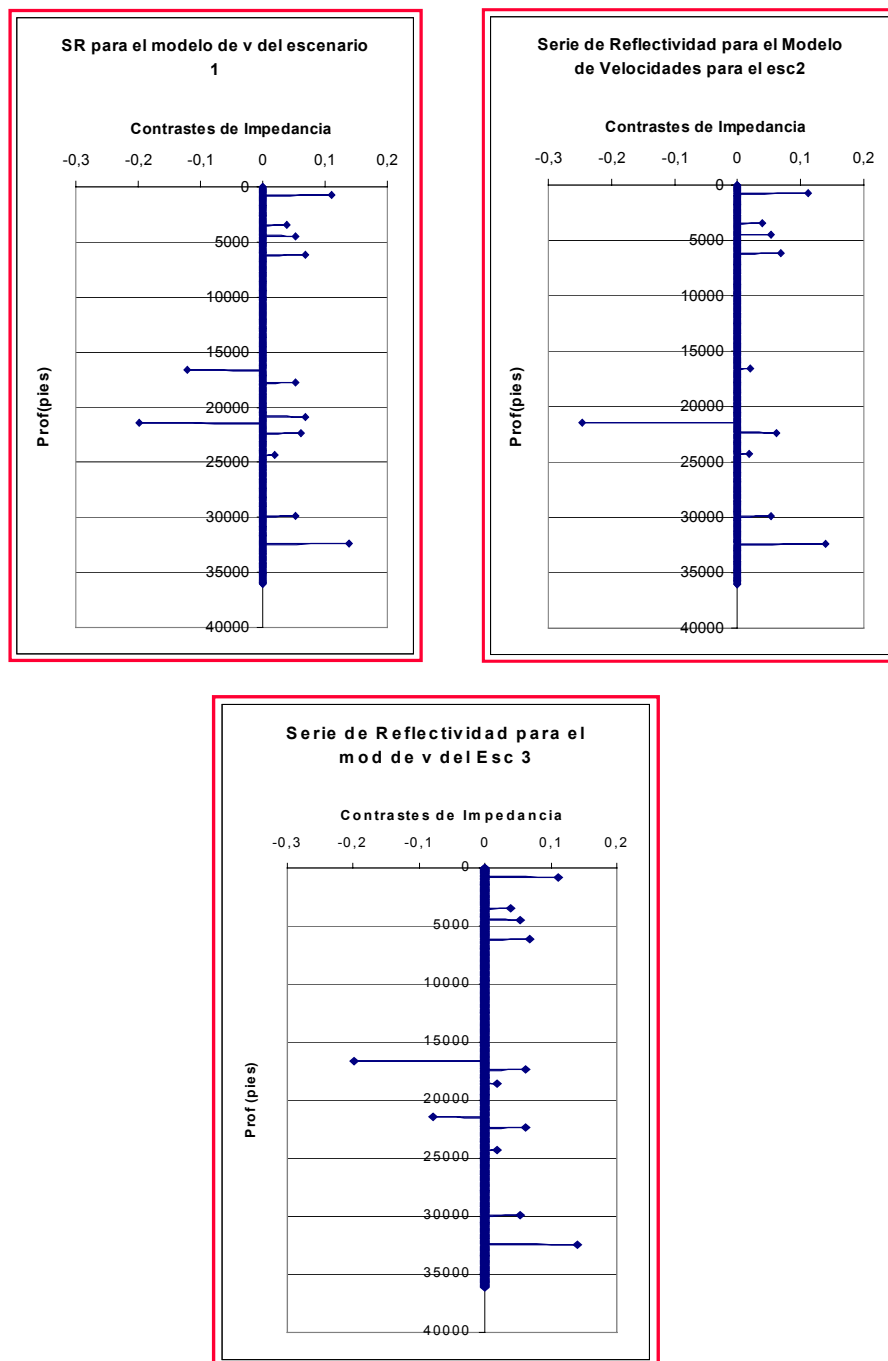 SR para el modelo de v del escenario
1
Contrastes de Impedancia
-0,3 -0,2 -0,1 0 0,1 0,2
0
5000
10000
15000
20000
25000
30000
35000
40000
Prof(pies)
Serie de Reflectividad para el Modelo
de Velocidades para el esc2
Contrastes de Impedancia
-0,3 -0,2 -0,1 0 0,1 0,2
0
5000
10000
15000
20000
25000
30000
35000
40000
Prof(pies)
Serie de Reflectividad para el
mod de v del Esc 3
Contrastes de Impedancia
-0,3 -0,2 -0,1 0 0,1 0,2
0
5000
10000
15000
20000
25000
30000
35000
40000
Prof (pies)